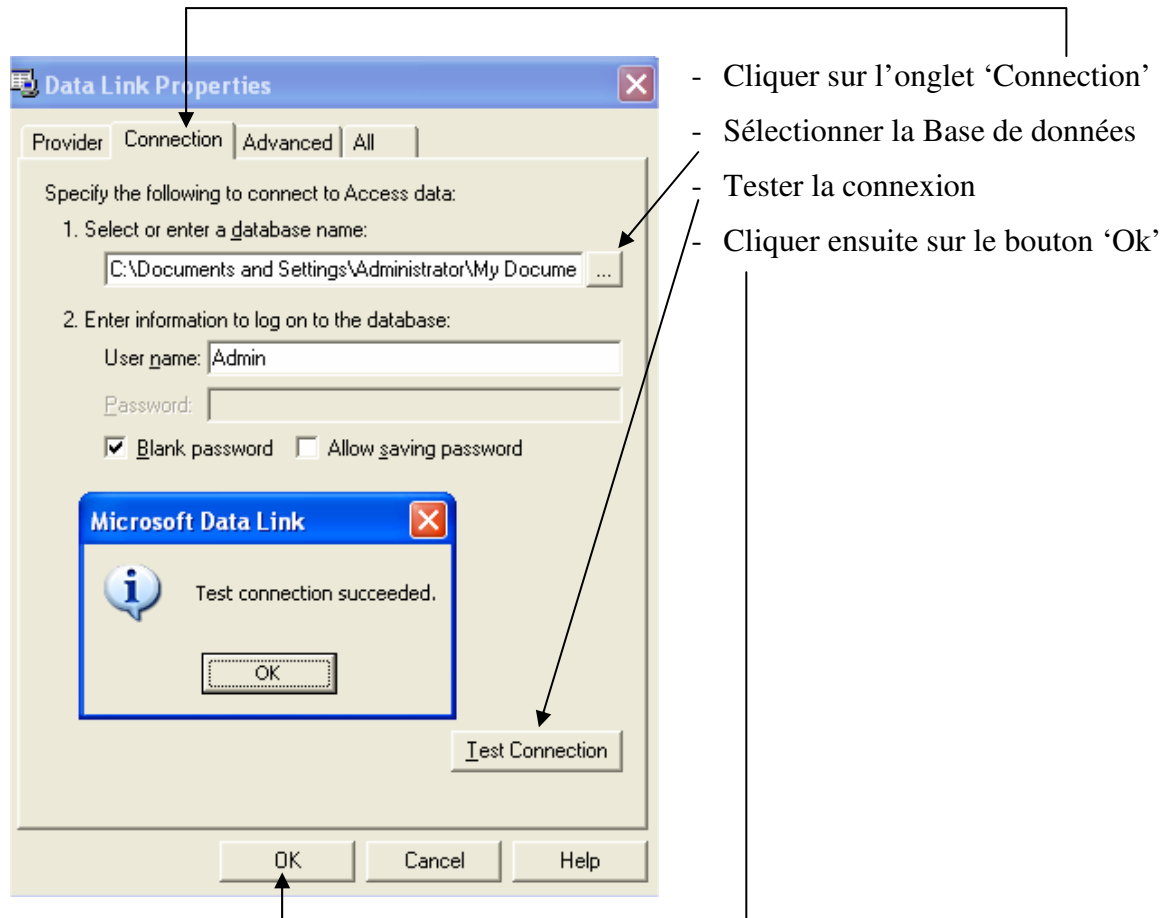 Data Link Properties
Provider Connection Advanced All
Specify the following to connect to Access data:
1. Select or enter a database name:
C:\Documents and Settings\Administrator\My Docume ...
2. Enter information to log on to the database:
User name: Admin
Password:
Blank password Allow saving password
Microsoft Data Link
Test connection succeeded.
OK
Test Connection
OK Cancel Help
- Cliquer sur l’onglet ‘Connection’
- Sélectionner la Base de données
- Tester la connexion
- Cliquer ensuite sur le bouton ‘Ok’